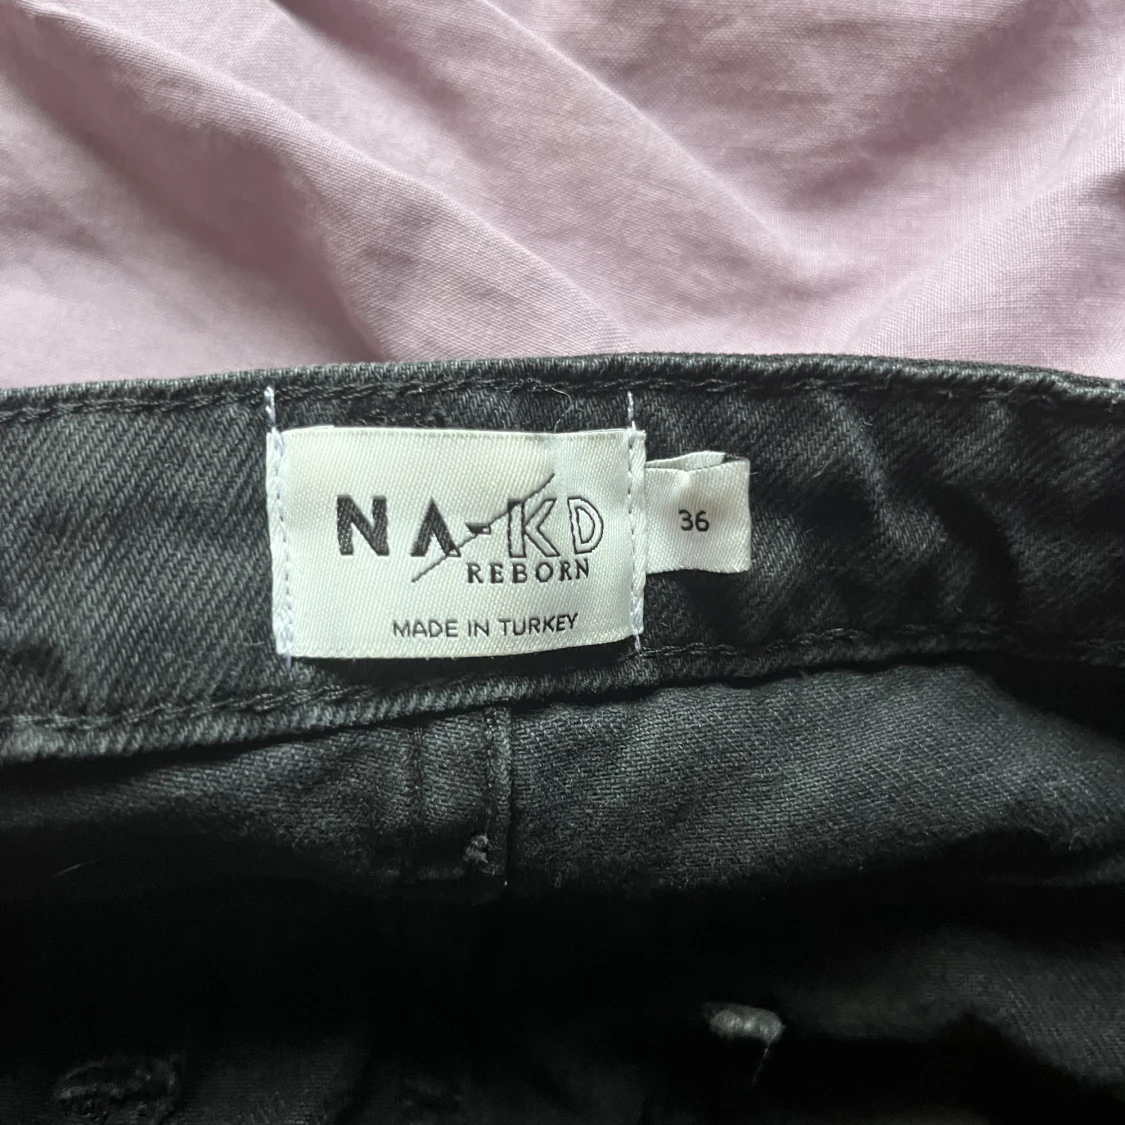 NA-KD
REBORN
MADE IN TURKEY
36